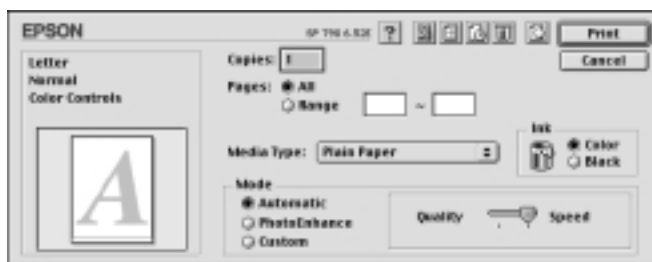 EPSON
Print
Letter
Normal
Color Controls
A
Copies: 1
Cancel
Pages: All
Range
~
Media Type: Plain Paper
Ink
Color
Black
Mode
Automatic
PhotoEnhance
Custom
Quality
Speed